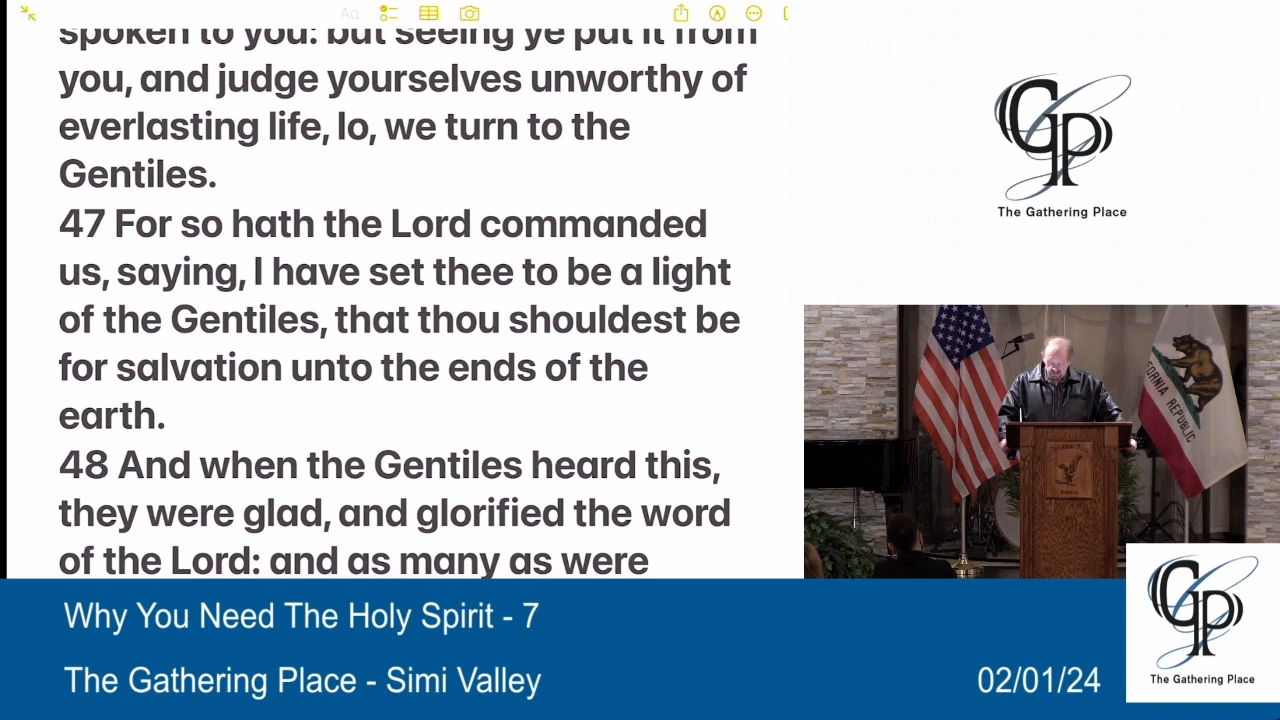 spoken to you: but seeing ye put it from
you, and judge yourselves unworthy of
everlasting life, lo, we turn to the
Gentiles.
47 For so hath the Lord commanded
us, saying, I have set thee to be a light
of the Gentiles, that thou shouldest be
for salvation unto the ends of the
earth.
48 And when the Gentiles heard this,
they were glad, and glorified the word
of the Lord: and as many as were
Aa
GP
The Gathering Place
REPUBLIC
Why You Need The Holy Spirit - 7
The Gathering Place - Simi Valley
02/01/24
GP
The Gathering Place